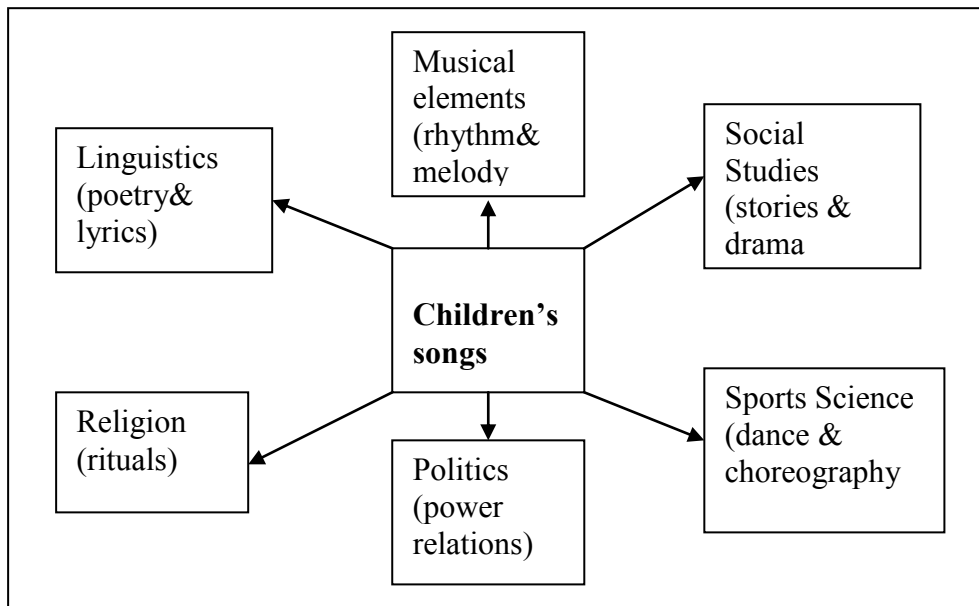 Musical
elements
(rhythm&
melody
Linguistics
(poetry&
lyrics)
Social
Studies
(stories &
drama
Children's
songs
Religion
(rituals)
Politics
(power
relations)
Sports Science
(dance &
choreography